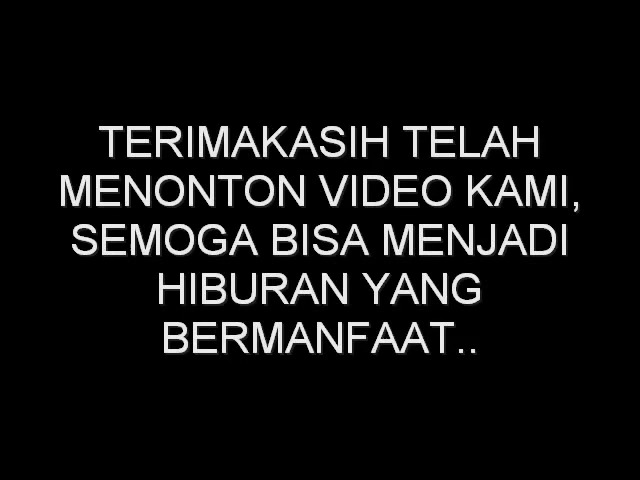 TERIMAKASIH TELAH
MENONTON VIDEO KAMI,
SEMOGA BISA MENJADI
HIBURAN YANG
BERMANFAAT..